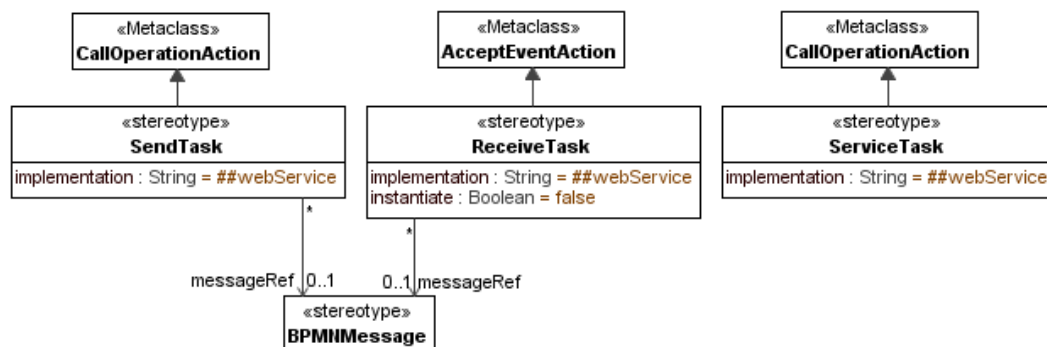 «Metaclass»
CallOperationAction
«Metaclass»
AcceptEventAction
«Metaclass»
CallOperationAction
«stereotype»
SendTask
implementation : String = ##webService
«stereotype»
ReceiveTask
implementation : String = ##webService
instantiate : Boolean = false
«stereotype»
ServiceTask
implementation : String = ##webService
*
*
messageRef 0..1
0..1 messageRef
«stereotype»
BPMNMessage